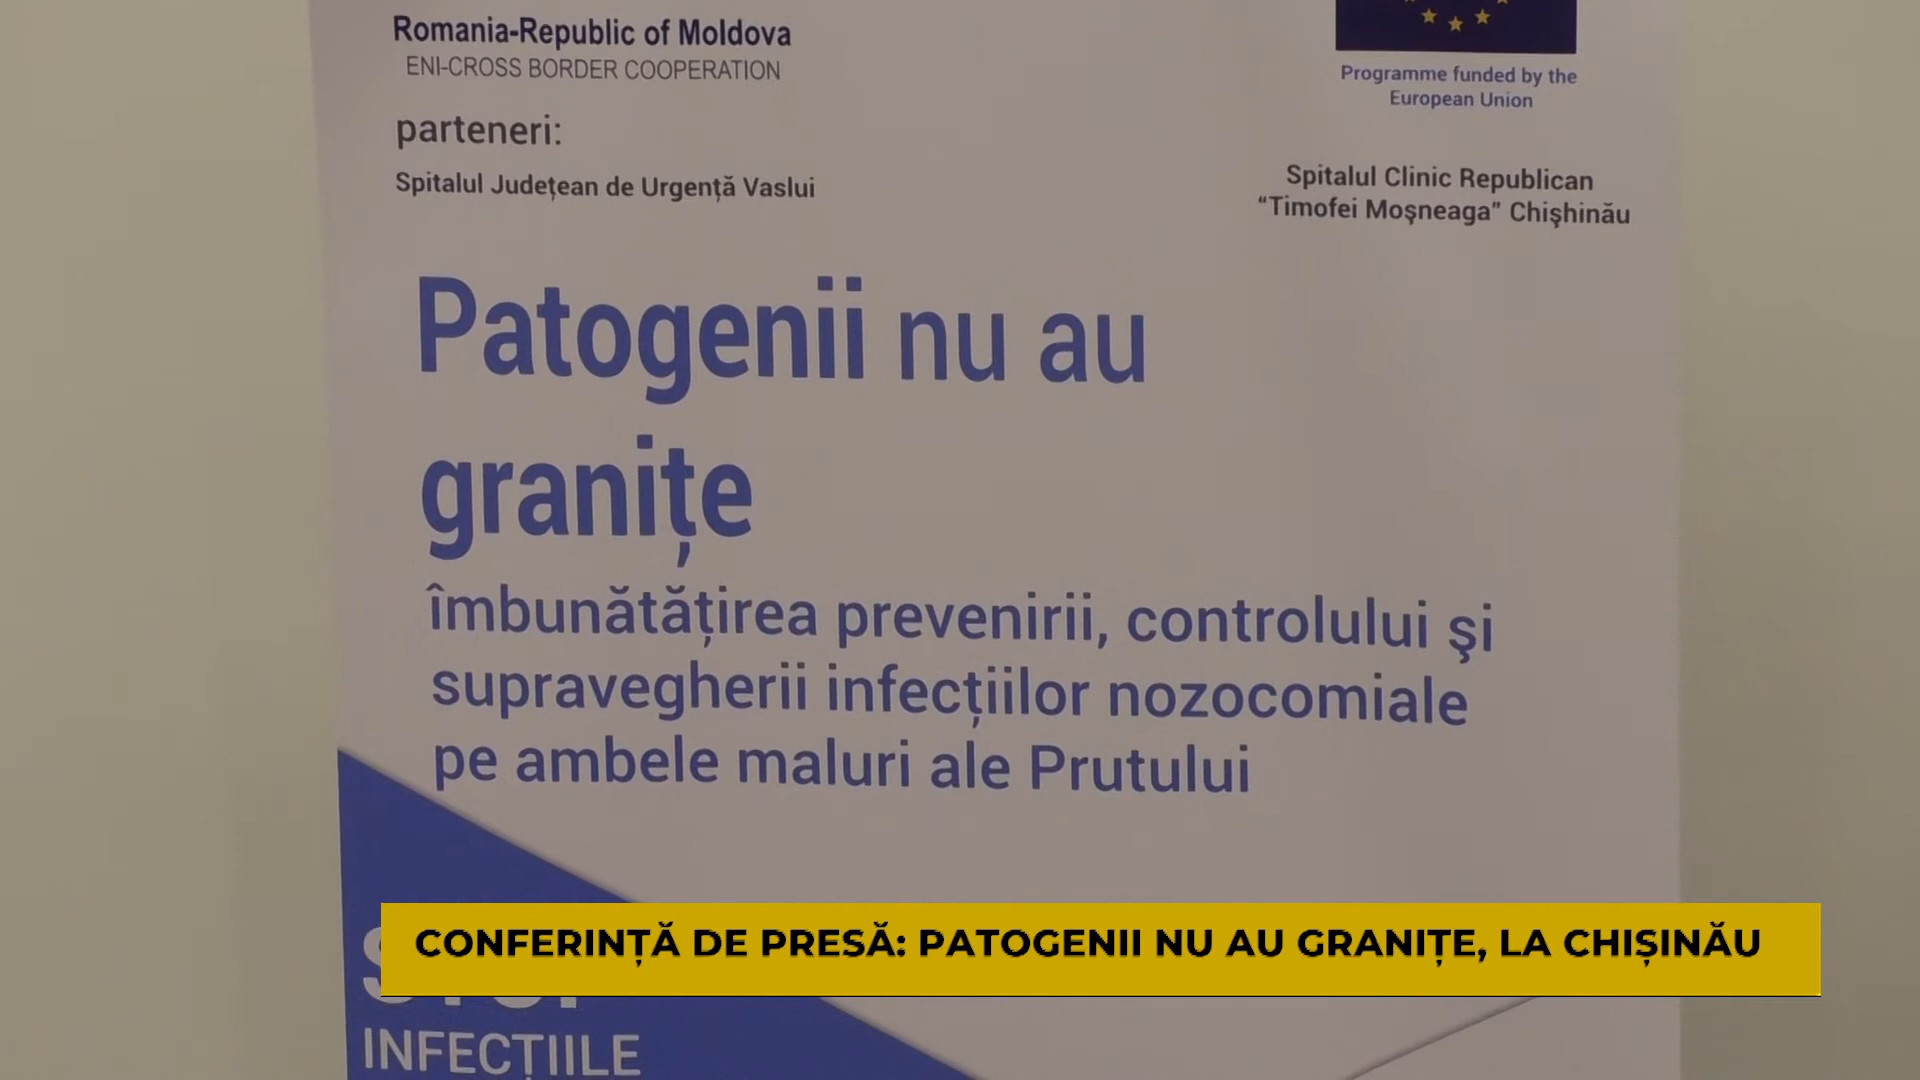 Romania-Republic of Moldova
ENI-CROSS BORDER COOPERATION
Programme funded by the
European Union
parteneri:
Spitalul Județean de Urgență Vaslui
Spitalul Clinic Republican
“Timofei Moşneaga” Chişhinău
Patogenii nu au
granițe
îmbunătățirea prevenirii, controlului şi
supravegherii infecțiilor nozocomiale
pe ambele maluri ale Prutului
CONFERINȚĂ DE PRESĂ: PATOGENII NU AU GRANIȚE, LA CHIȘINĂU
INFECȚIILE